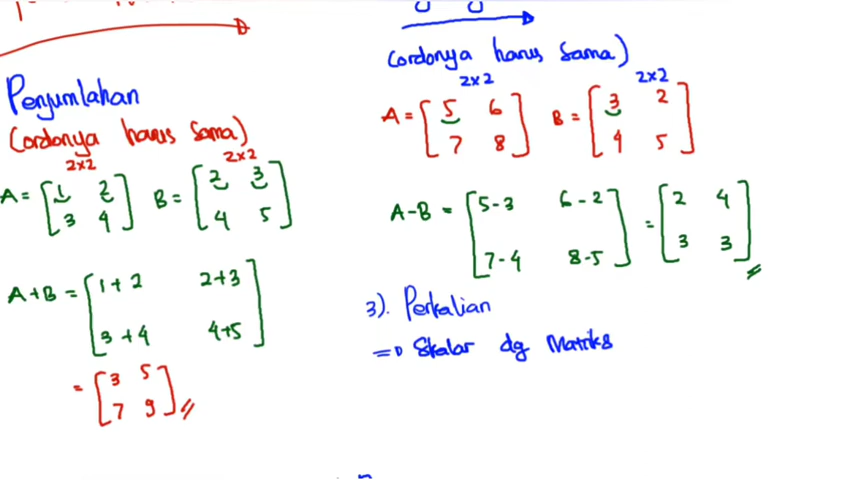 Penjumlahan
(ordonya harus sama)
2x2 2x2
A = [1 2
3 4] B = [2 3
4 5]
A+B = [1+2 2+3
3+4 4+5]
= [3 5
7 9] //
(ordonya harus sama)
2x2 2x2
A = [5 6
7 8] B = [3 2
4 5]
A-B = [5-3 6-2
7-4 8-5] = [2 4
3 3] //
3). Perkalian
=> Skalar dg Matriks